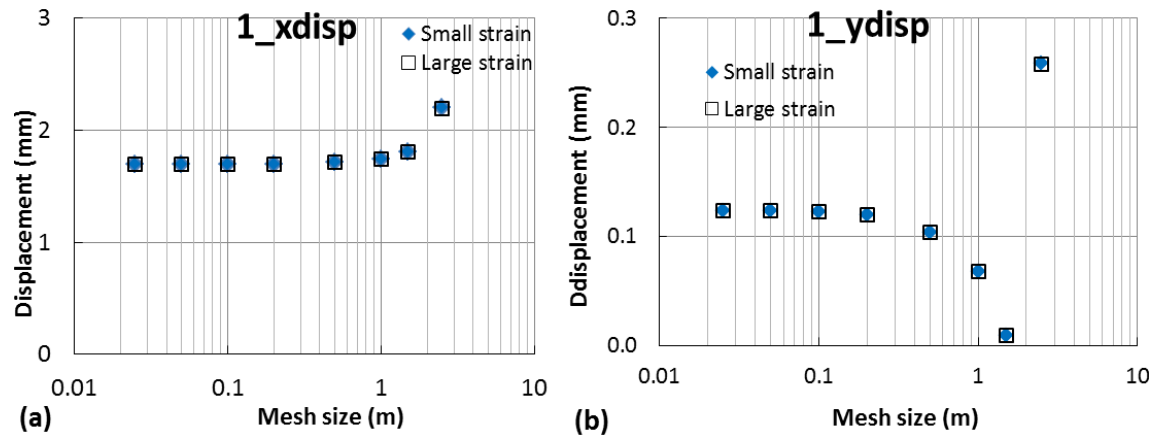 1_xdisp
Small strain
Large strain
3
2
1
0
Displacement (mm)
0.01
0.1
1
10
Mesh size (m)
(a)
1_ydisp
Small strain
Large strain
0.3
0.2
0.1
0.0
Ddisplacement (mm)
0.01
0.1
1
10
Mesh size (m)
(b)